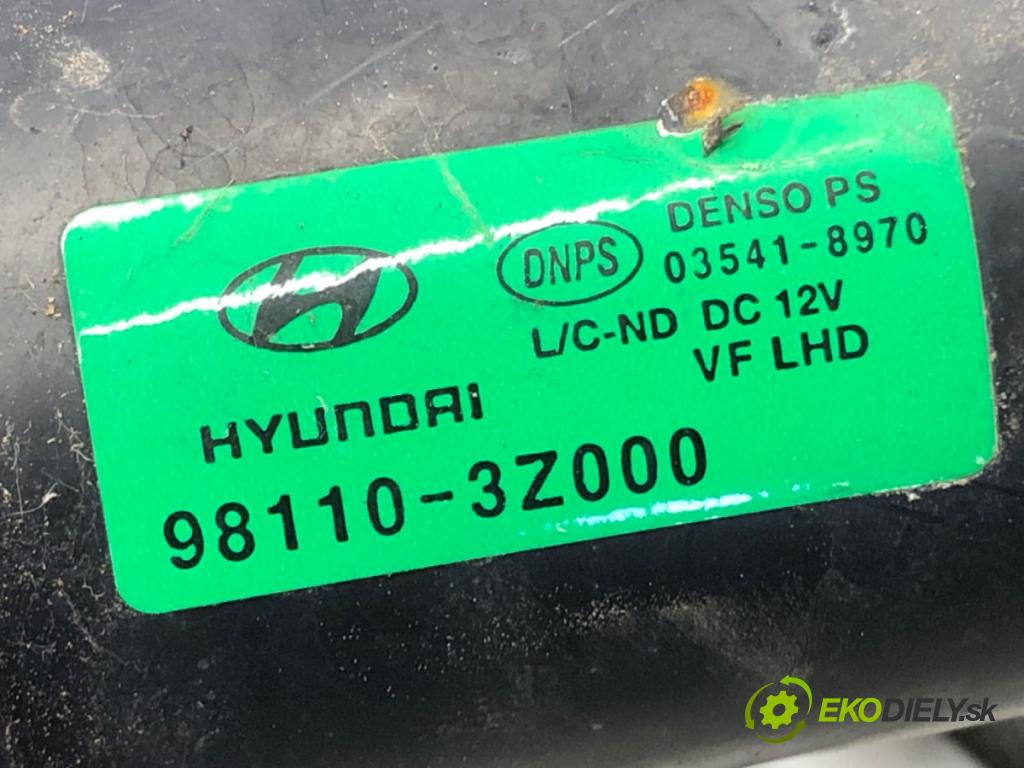 DENSO PS
DNPS
03541-8970
L/C-ND DC 12V
VF LHD
HYUNDAI
98110-3Z000
EKODIELY.sk